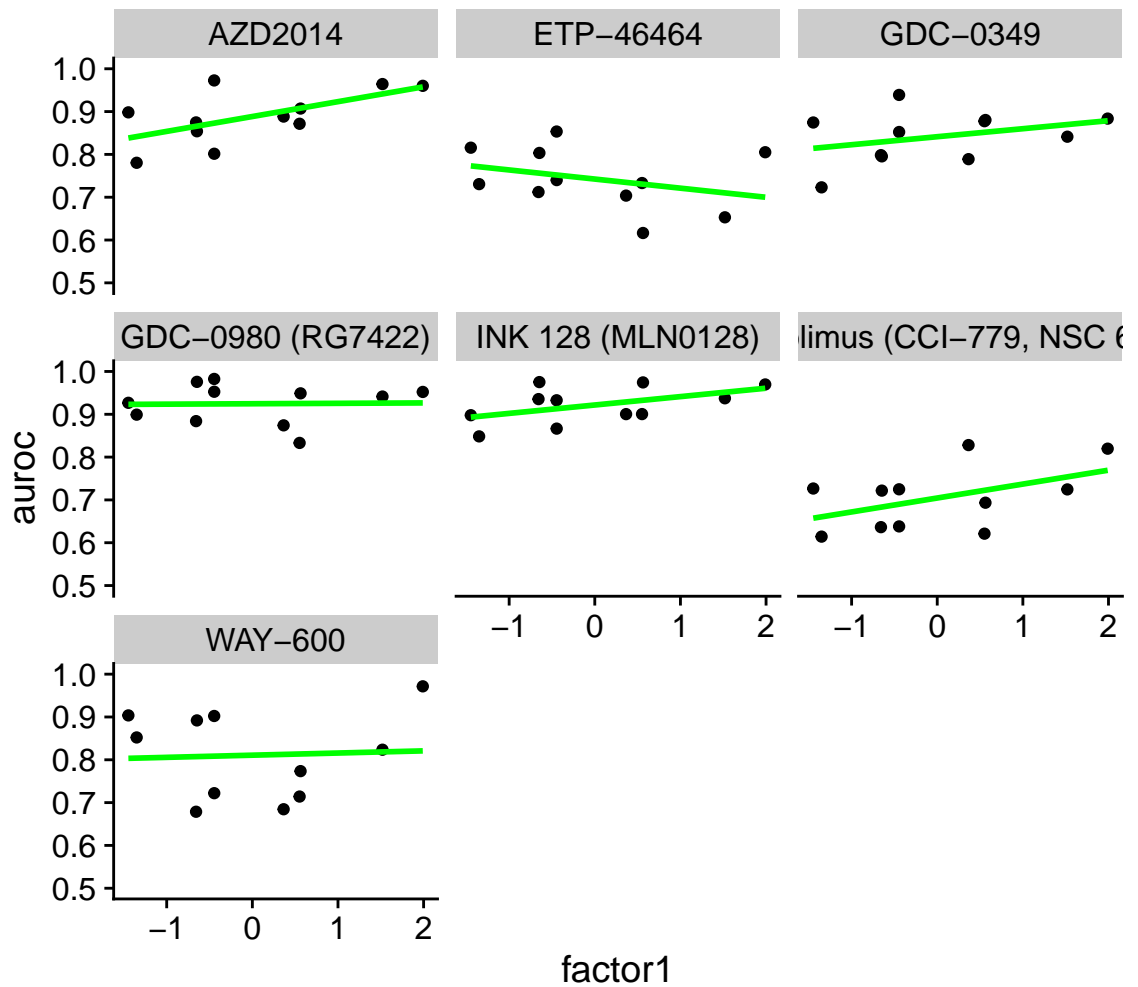 AZD2014 ETP−46464 GDC−0349
1.0
0.9
0.8
0.7
0.6
0.5
GDC−0980 (RG7422) INK 128 (MLN0128) limus (CCI−779, NSC
1.0
0.9
0.8
0.7
0.6
0.5
−1 0 1 2 −1 0 1 2
WAY−600
1.0
0.9
0.8
0.7
0.6
0.5
−1 0 1 2
auroc
factor1